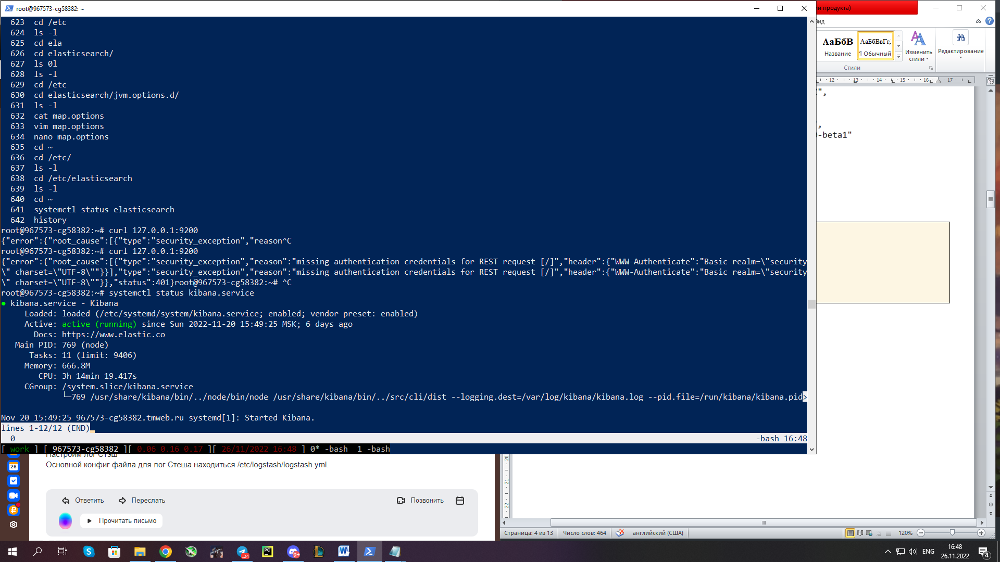 root@967573-cg58382: ~
623  cd /etc
624  ls -l
625  cd ela
626  cd elasticsearch/
627  ls 0l
628  ls -l
629  cd /etc
630  cd elasticsearch/jvm.options.d/
631  ls -l
632  cat map.options
633  vim map.options
634  nano map.options
635  cd ~
636  cd /etc/
637  ls -l
638  cd /etc/elasticsearch
639  ls -l
640  cd ~
641  systemctl status elasticsearch
642  history
root@967573-cg58382:~# curl 127.0.0.1:9200
{"error":{"root_cause":[{"type":"security_exception","reason^C
root@967573-cg58382:~# curl 127.0.0.1:9200
{"error":{"root_cause":[{"type":"security_exception","reason":"missing authentication credentials for REST request [/]","header":{"WWW-Authenticate":"Basic realm=\"security
\" charset=\"UTF-8\""}}],"type":"security_exception","reason":"missing authentication credentials for REST request [/]","header":{"WWW-Authenticate":"Basic realm=\"security
\" charset=\"UTF-8\""}},"status":401}root@967573-cg58382:~# ^C
root@967573-cg58382:~# systemctl status kibana.service
● kibana.service - Kibana
Loaded: loaded (/etc/systemd/system/kibana.service; enabled; vendor preset: enabled)
Active: active (running) since Sun 2022-11-20 15:49:25 MSK; 6 days ago
Docs: https://www.elastic.co
Main PID: 769 (node)
Tasks: 11 (limit: 9406)
Memory: 666.8M
CPU: 3h 14min 19.417s
CGroup: /system.slice/kibana.service
└─769 /usr/share/kibana/bin/../node/bin/node /usr/share/kibana/bin/../src/cli/dist --logging.dest=/var/log/kibana/kibana.log --pid.file=/run/kibana/kibana.pid>
Nov 20 15:49:25 967573-cg58382.tmweb.ru systemd[1]: Started Kibana.
lines 1-12/12 (END)
0 -bash 16:48
[ work ] [ 967573-cg58382 ][ 0.06 0.16 0.17 ][ 26/11/2022 16:48 ] 0* -bash  1 -bash
продукта)
Вид
АаБбВ АаБбВвГг,
Название ¶ Обычный
Изменить стили
Редактирование
Стили
12 13 14 15 16 17
",
,
-beta1"
20
21
22
Настроим лог Стэш
Основной конфиг файла для лог Стеша находиться /etc/logstash/logstash.yml.
Ответить Переслать Позвонить
Прочитать письмо
26
Страница: 4 из 13 Число слов: 464 английский (США) 120%
24 PC 9+ W
ENG 16:48
26.11.2022
4